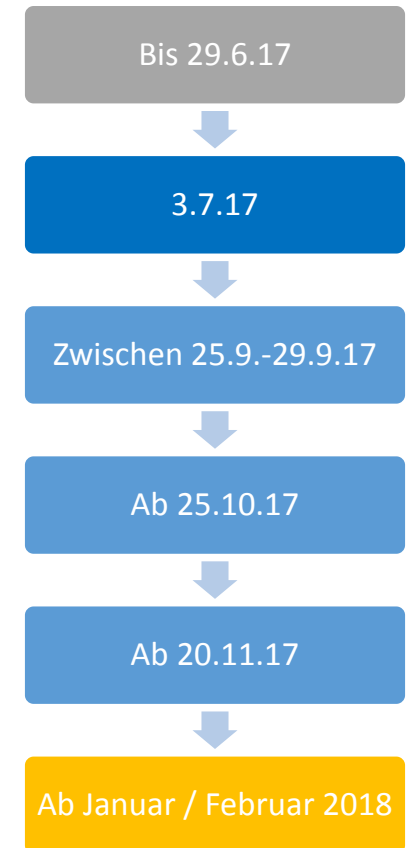 Bis 29.6.17
3.7.17
Zwischen 25.9.-29.9.17
Ab 25.10.17
Ab 20.11.17
Ab Januar / Februar 2018